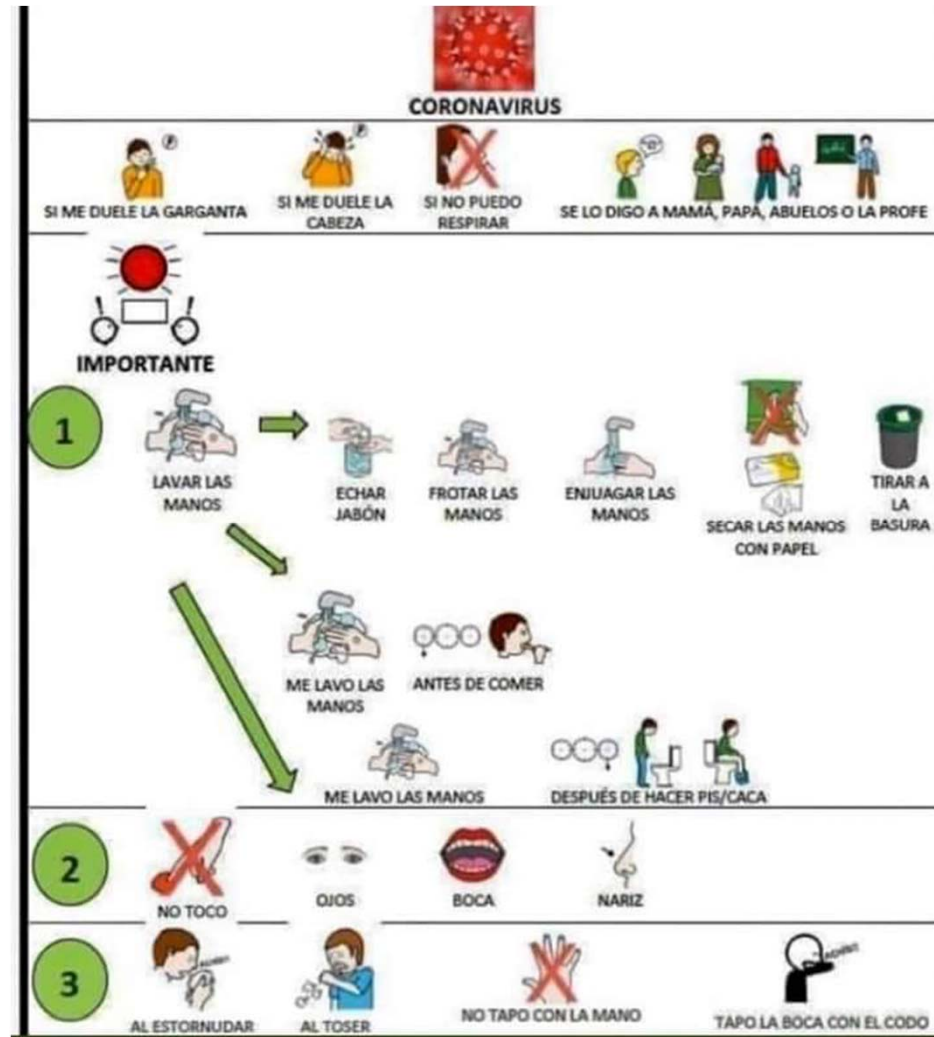 CORONAVIRUS
SI ME DUELE LA GARGANTA
SI ME DUELE LA
CABEZA
SI NO PUEDO
RESPIRAR
SE LO DIGO A MAMÁ, PAPÁ, ABUELOS O LA PROFE
IMPORTANTE
1
LAVAR LAS
MANOS
ECHAR
JABÓN
FROTAR LAS
MANOS
ENJUAGAR LAS
MANOS
SECAR LAS MANOS
CON PAPEL
TIRAR A
LA
BASURA
ME LAVO LAS
MANOS
ANTES DE COMER
ME LAVO LAS MANOS
DESPUÉS DE HACER PIS/CACA
2
NO TOCO
OJOS
BOCA
NARIZ
3
AL ESTORNUDAR
AL TOSER
NO TAPO CON LA MANO
TAPO LA BOCA CON EL CODO